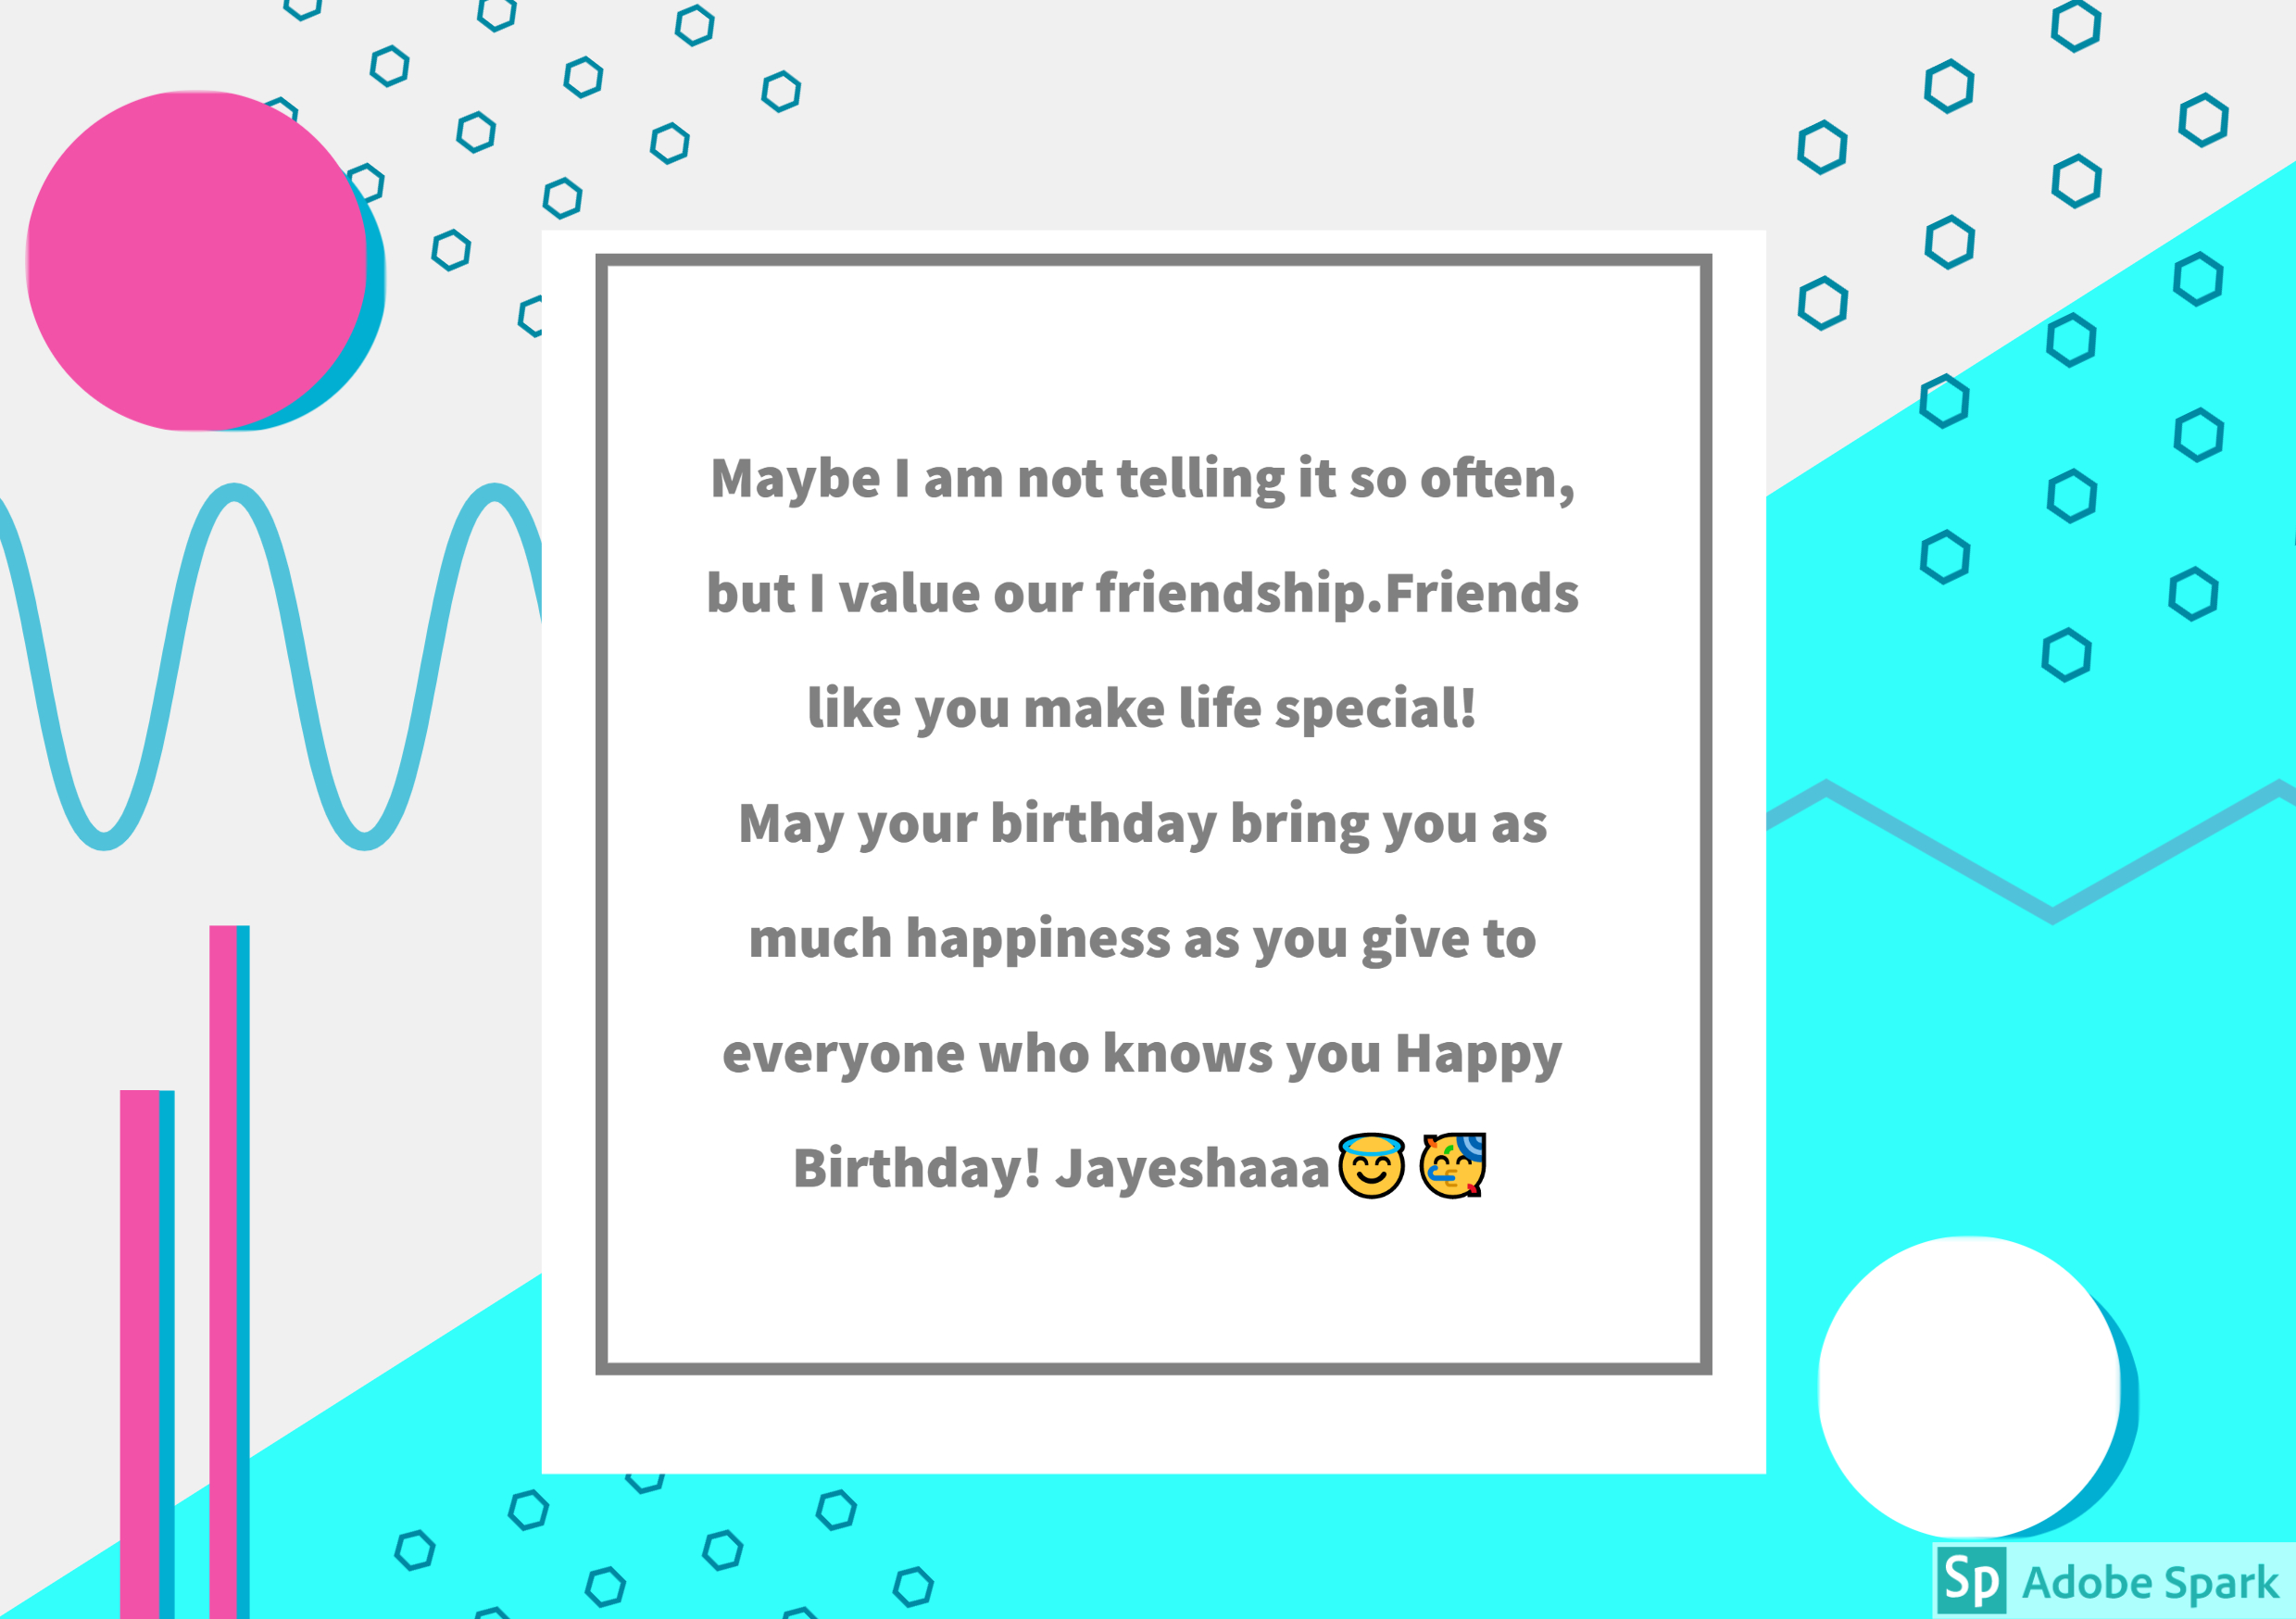 Maybe I am not telling it so often,
but I value our friendship.Friends
like you make life special!
May your birthday bring you as
much happiness as you give to
everyone who knows you Happy
Birthday! Jayeshaaa😇 🥳
Sp Adobe Spark